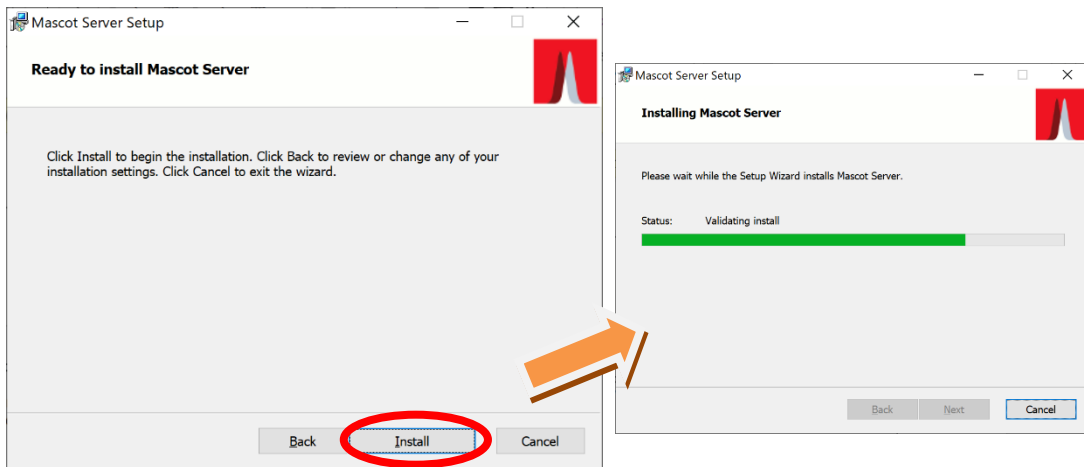 Mascot Server Setup
Ready to install Mascot Server
Click Install to begin the installation. Click Back to review or change any of your
installation settings. Click Cancel to exit the wizard.
Back Install Cancel
Mascot Server Setup
Installing Mascot Server
Please wait while the Setup Wizard installs Mascot Server.
Status: Validating install
Back Next Cancel